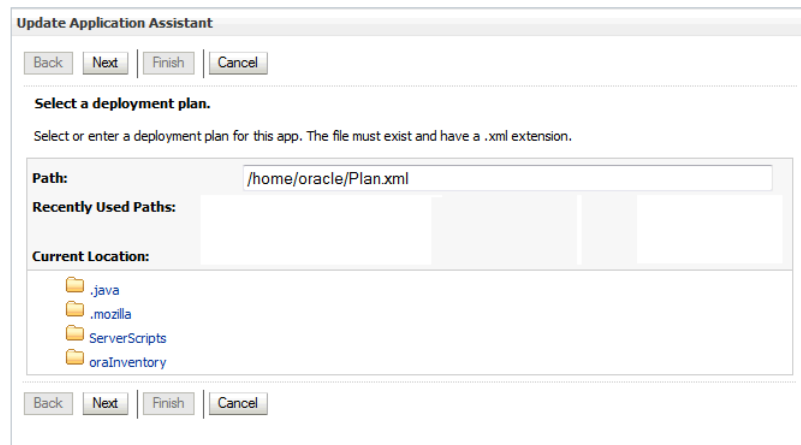 Update Application Assistant
Back Next Finish Cancel
Select a deployment plan.
Select or enter a deployment plan for this app. The file must exist and have a .xml extension.
Path: /home/oracle/Plan.xml
Recently Used Paths:
Current Location:
.java
.mozilla
ServerScripts
oraInventory
Back Next Finish Cancel